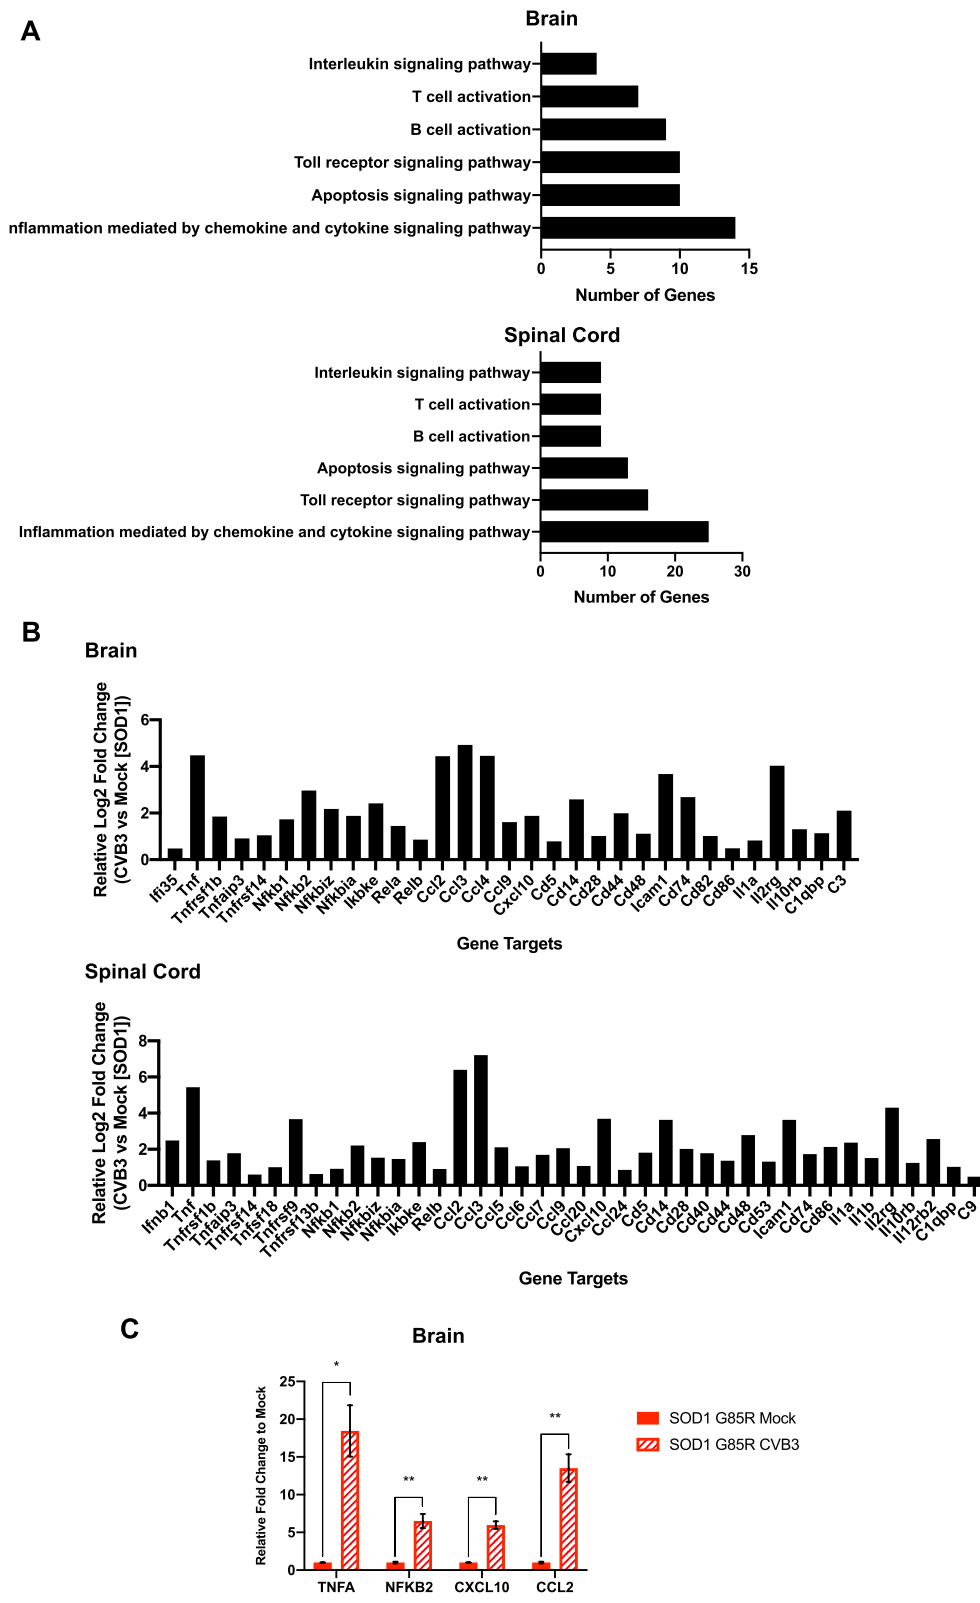 A
Brain
Interleukin signaling pathway
T cell activation
B cell activation
Toll receptor signaling pathway
Apoptosis signaling pathway
nflammation mediated by chemokine and cytokine signaling pathway
0 5 10 15
Number of Genes
Spinal Cord
Interleukin signaling pathway
T cell activation
B cell activation
Apoptosis signaling pathway
Toll receptor signaling pathway
Inflammation mediated by chemokine and cytokine signaling pathway
0 10 20 30
Number of Genes
B
Brain
Relative Log2 Fold Change
(CVB3 vs Mock [SOD1])
6
4
2
0
Ifi35 Tnf Tnfrsf1b Tnfaip3 Tnfrsf14 Nfkb1 Nfkb2 Nfkbiz Nfkbia Ikbke Rela Relb Ccl2 Ccl3 Ccl4 Ccl9 Cxcl10 Cd5 Cd14 Cd28 Cd44 Cd48 Icam1 Cd74 Cd82 Cd86 Il1a Il2rg Il10rb C1qbp C3
Gene Targets
Spinal Cord
Relative Log2 Fold Change
(CVB3 vs Mock [SOD1])
8
6
4
2
0
Ifnb1 Tnf Tnfrsf1b Tnfaip3 Tnfrsf14 Tnfsf18 Tnfrsf9 Tnfrsf13b Nfkb1 Nfkb2 Nfkbiz Nfkbia Ikbke Relb Ccl2 Ccl3 Ccl5 Ccl6 Ccl7 Ccl9 Ccl20 Cxcl10 Ccl24 Cd5 Cd14 Cd28 Cd40 Cd44 Cd48 Cd53 Icam1 Cd74 Cd86 Il1a Il1b Il2rg Il10rb Il12rb2 C1qbp C9
Gene Targets
C
Brain
Relative Fold Change to Mock
25
20
15
10
5
0
*
**
**
**
TNFA NFKB2 CXCL10 CCL2
SOD1 G85R Mock
SOD1 G85R CVB3